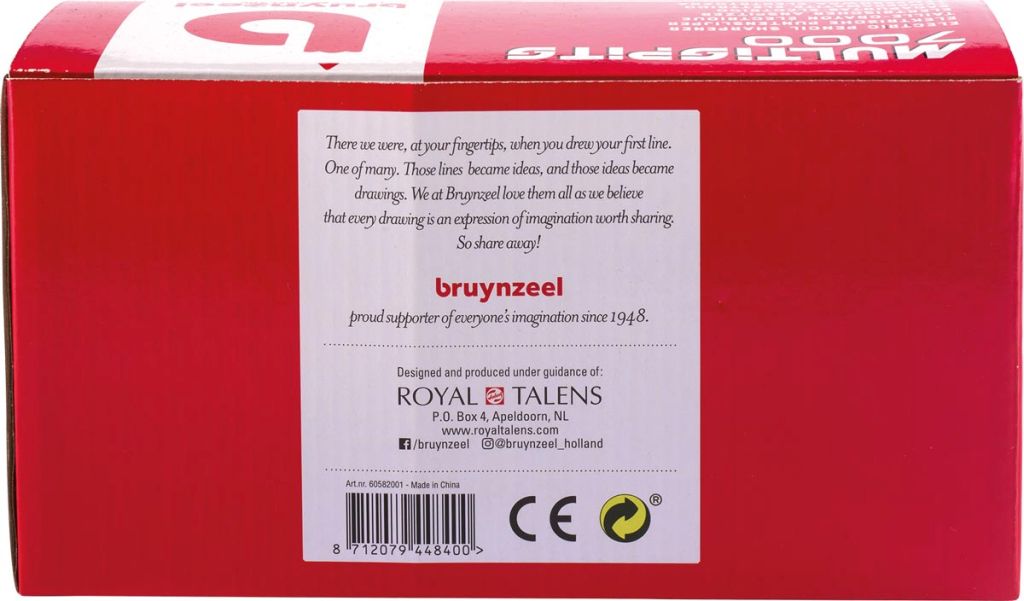 bruynzeel
MULTiSPiTS
7000
There we were, at your fingertips, when you drew your first line.
One of many. Those lines became ideas, and those ideas became
drawings. We at Bruynzeel love them all as we believe
that every drawing is an expression of imagination worth sharing.
So share away!
bruynzeel
proud supporter of everyone's imagination since 1948.
Designed and produced under guidance of:
ROYAL TALENS
P.O. Box 4, Apeldoorn, NL
www.royaltalens.com
/bruynzeel @bruynzeel_holland
Art.nr. 60582001 - Made in China
8 712079 448400 >
CE ®